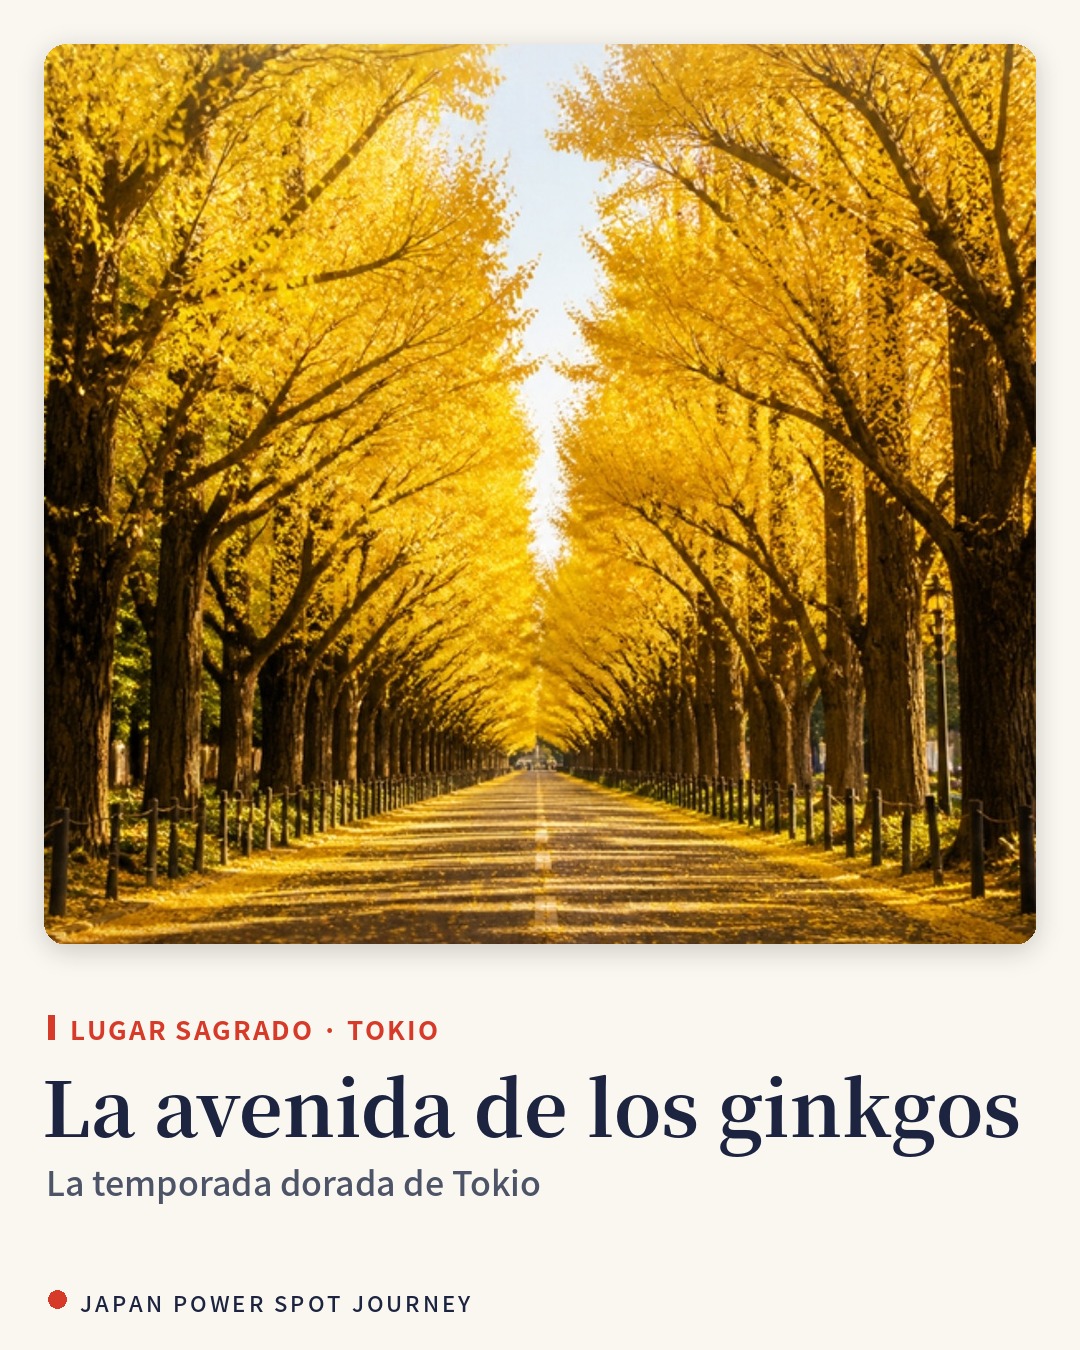 LUGAR SAGRADO · TOKIO
La avenida de los ginkgos
La temporada dorada de Tokio
JAPAN POWER SPOT JOURNEY